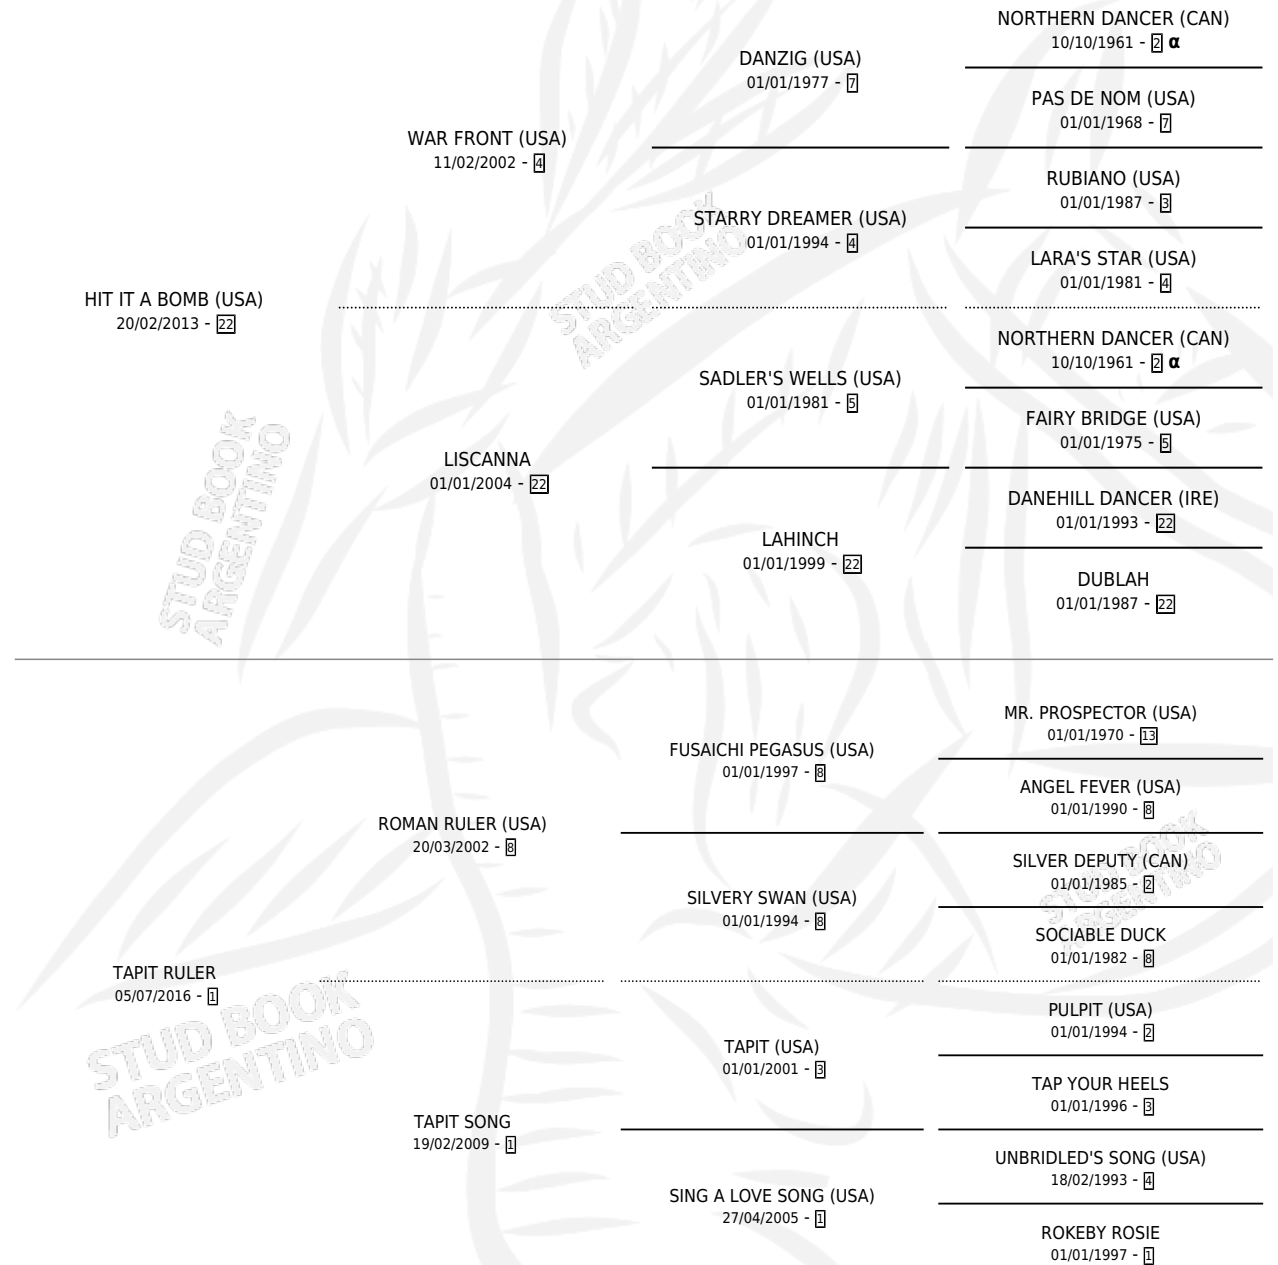 NORTHERN DANCER (CAN)
10/10/1961 - 2 α
DANZIG (USA)
01/01/1977 - 7
PAS DE NOM (USA)
01/01/1968 - 7
WAR FRONT (USA)
11/02/2002 - 4
RUBIANO (USA)
01/01/1987 - 3
STARRY DREAMER (USA)
01/01/1994 - 4
LARA'S STAR (USA)
01/01/1981 - 4
HIT IT A BOMB (USA)
20/02/2013 - 22
NORTHERN DANCER (CAN)
10/10/1961 - 2 α
SADLER'S WELLS (USA)
01/01/1981 - 5
FAIRY BRIDGE (USA)
01/01/1975 - 5
LISCANNA
01/01/2004 - 22
DANEHILL DANCER (IRE)
01/01/1993 - 22
LAHINCH
01/01/1999 - 22
DUBLAH
01/01/1987 - 22
MR. PROSPECTOR (USA)
01/01/1970 - 13
FUSAICHI PEGASUS (USA)
01/01/1997 - 8
ANGEL FEVER (USA)
01/01/1990 - 8
ROMAN RULER (USA)
20/03/2002 - 8
SILVER DEPUTY (CAN)
01/01/1985 - 2
SILVERY SWAN (USA)
01/01/1994 - 8
SOCIABLE DUCK
01/01/1982 - 8
TAPIT RULER
05/07/2016 - 1
PULPIT (USA)
01/01/1994 - 2
TAPIT (USA)
01/01/2001 - 3
TAP YOUR HEELS
01/01/1996 - 3
TAPIT SONG
19/02/2009 - 1
UNBRIDLED'S SONG (USA)
18/02/1993 - 4
SING A LOVE SONG (USA)
27/04/2005 - 1
ROKEBY ROSIE
01/01/1997 - 1
STUD BOOK
ARGENTINO
STUD BOOK
ARGENTINO
STUD BOOK
ARGENTINO
STUD BOOK
ARGENTINO